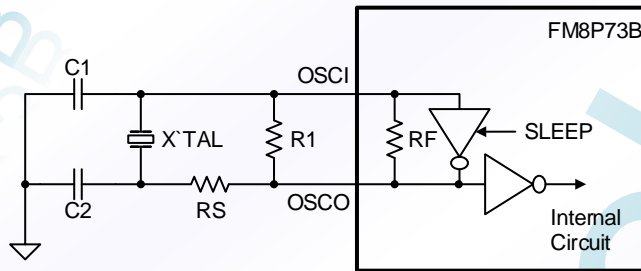 FM8P73B
C1
OSCI
X`TAL
R1
RF
SLEEP
C2
RS
OSCO
Internal
Circuit